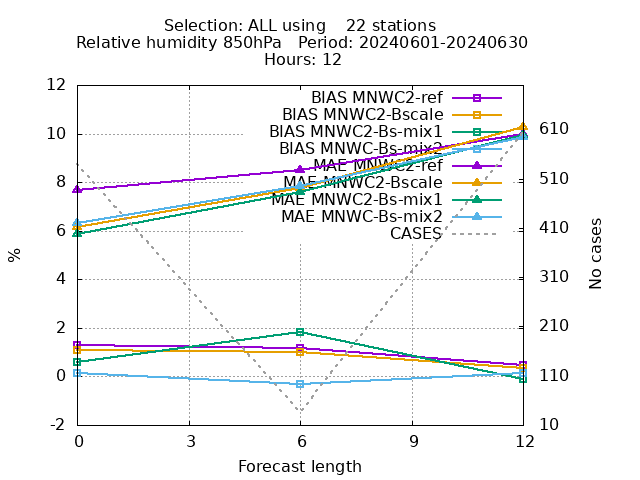 Selection: ALL using    22 stations
Relative humidity 850hPa   Period: 20240601-20240630
Hours: 12
BIAS MNWC2-ref
BIAS MNWC2-Bscale
BIAS MNWC2-Bs-mix1
BIAS MNWC2-Bs-mix2
MAE MNWC2-ref
MAE MNWC2-Bscale
MAE MNWC2-Bs-mix1
MAE MNWC-Bs-mix2
CASES
12
10
8
6
4
2
0
-2
%
610
510
410
310
210
110
10
No cases
0 3 6 9 12
Forecast length